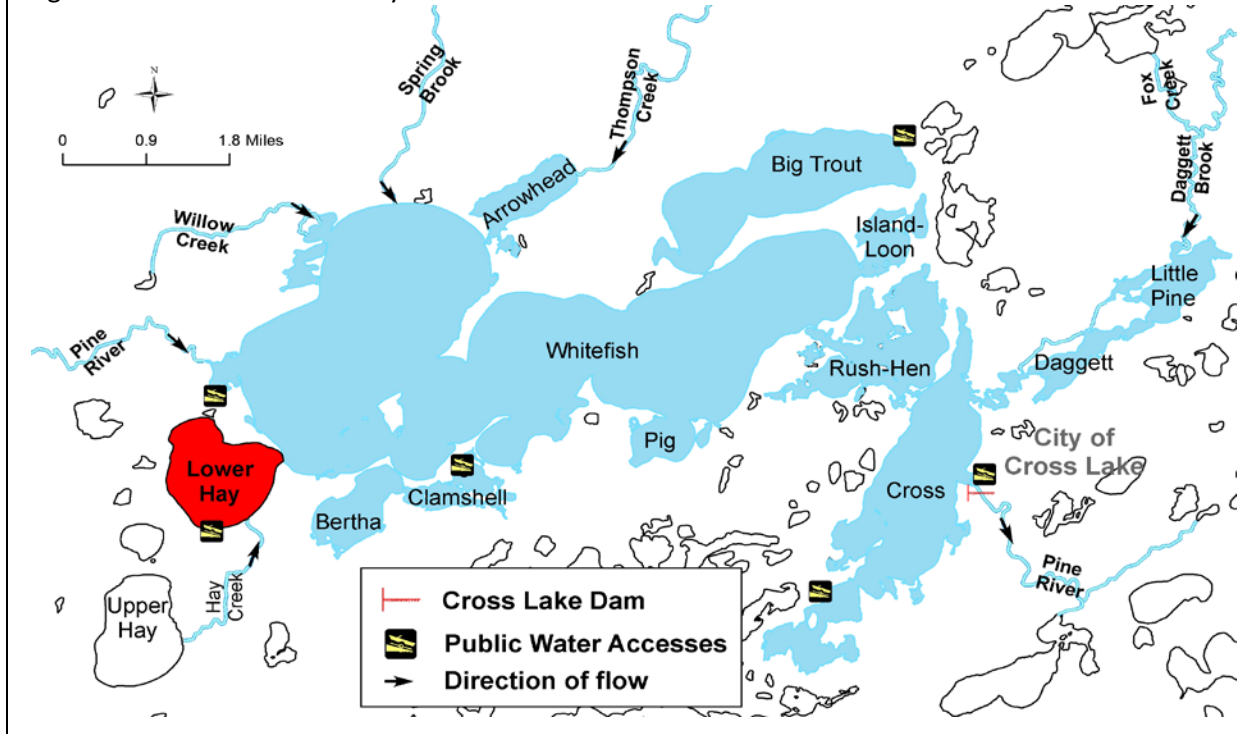 N
0 0.9 1.8 Miles
Spring
Brook
Thompson
Creek
Fox
Creek
Daggett
Brook
Big Trout
Arrowhead
Willow
Creek
Island-
Loon
Little
Pine
Pine
River
Whitefish
Rush-Hen
Daggett
Pig
City of
Cross Lake
Lower
Hay
Clamshell
Cross
Bertha
Hay
Creek
Upper
Hay
Pine
River
Cross Lake Dam
Public Water Accesses
Direction of flow